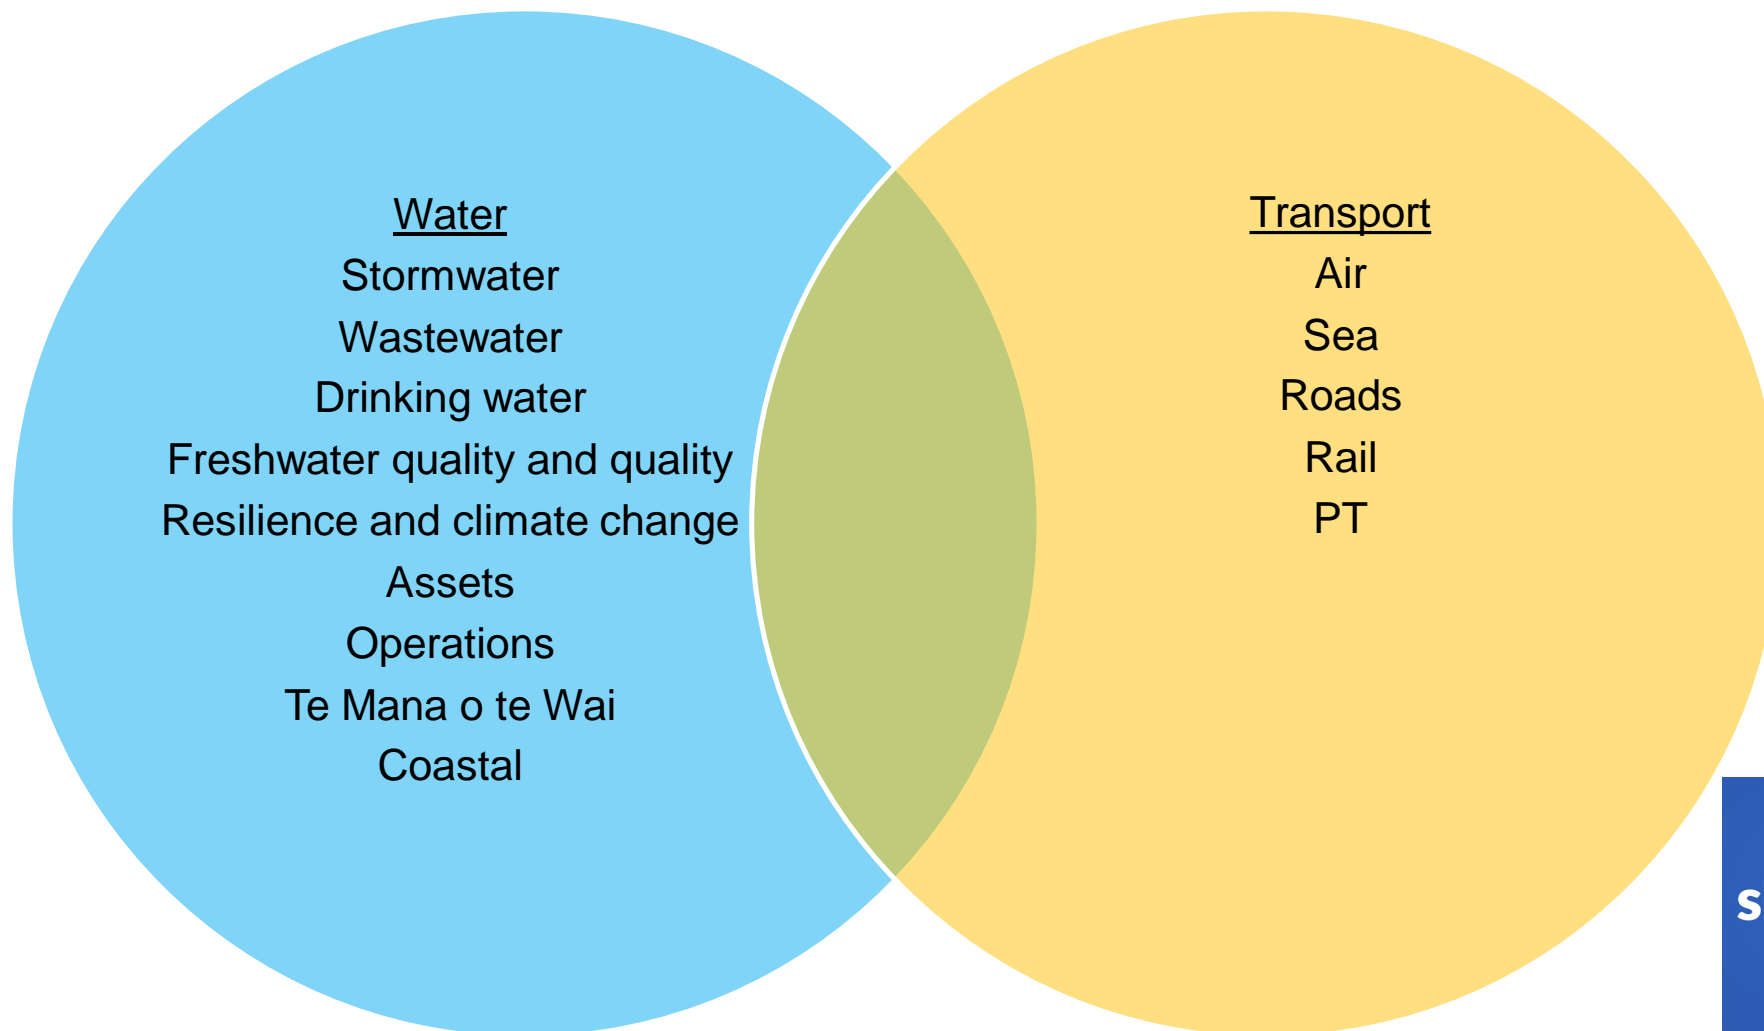 Water
Stormwater
Wastewater
Drinking water
Freshwater quality and quality
Resilience and climate change
Assets
Operations
Te Mana o te Wai
Coastal
Transport
Air
Sea
Roads
Rail
PT
s